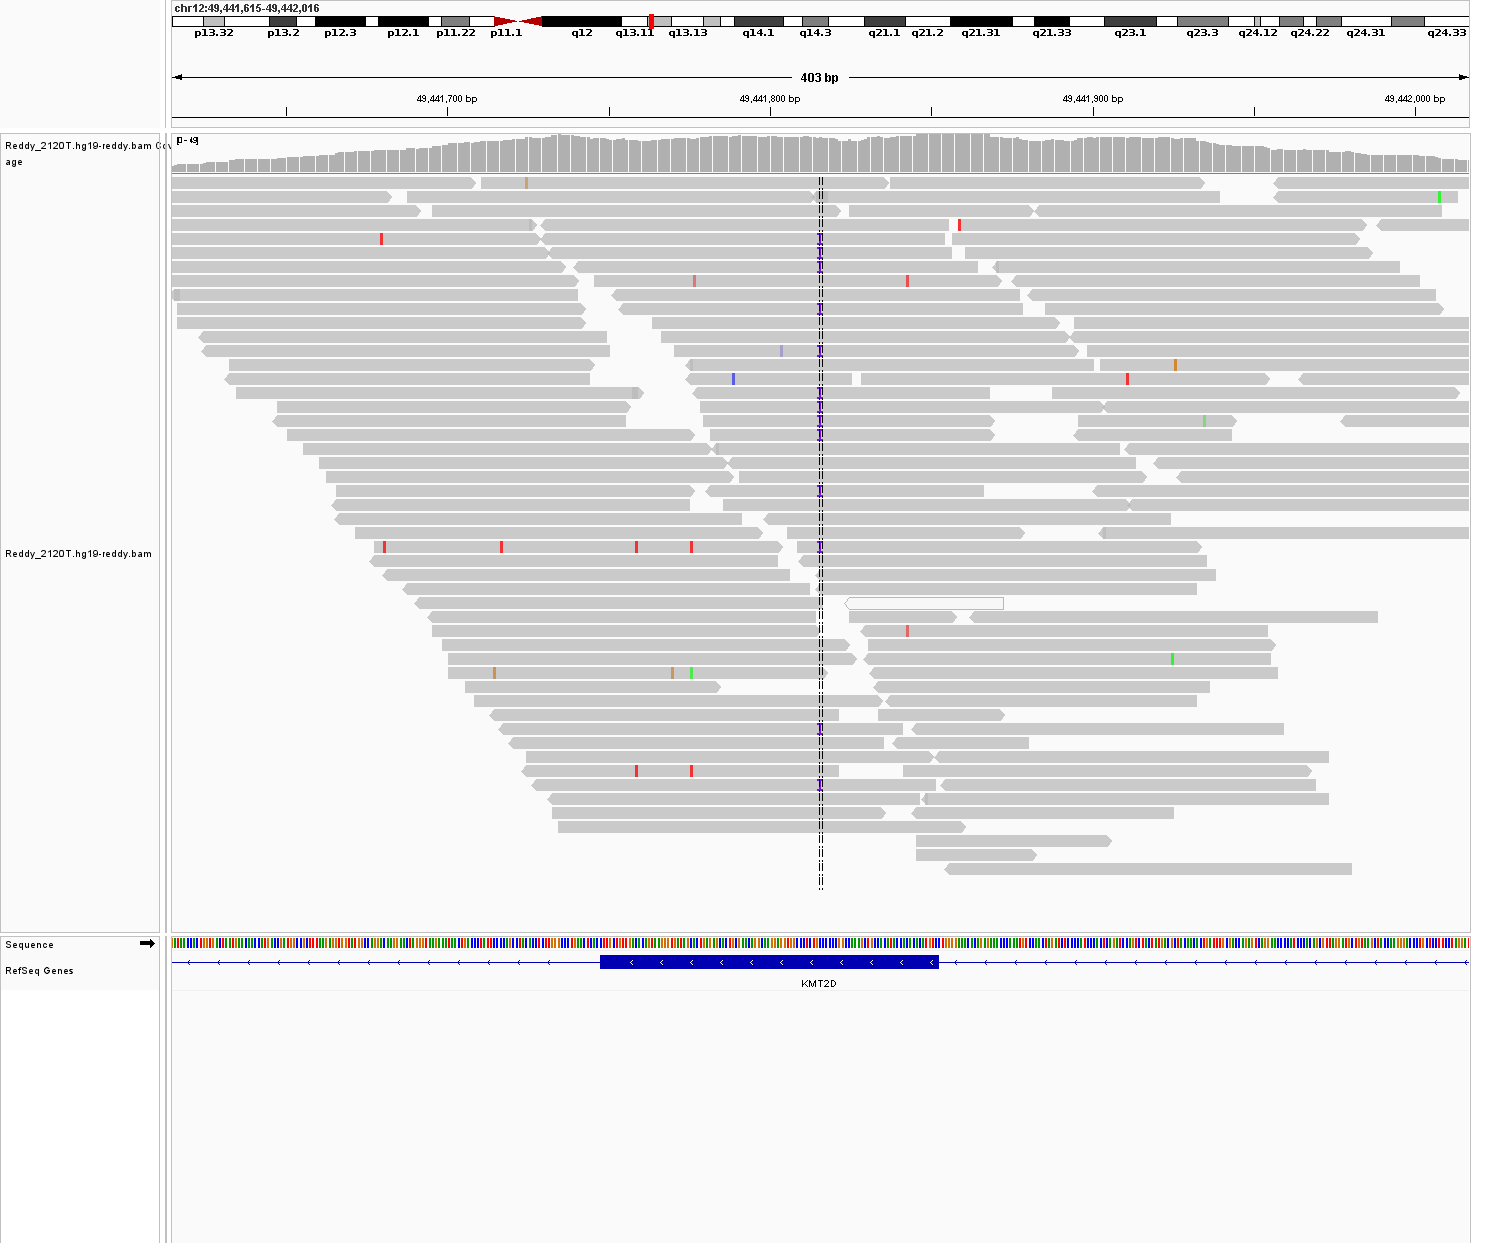 chr12:49,441,615-49,442,016
p13.32 p13.2 p12.3 p12.1 p11.22 p11.1 q12 q13.11 q13.13 q14.1 q14.3 q21.1 q21.2 q21.31 q21.33 q23.1 q23.3 q24.12 q24.22 q24.31 q24.33
403 bp
49,441,700 bp 49,441,800 bp 49,441,900 bp 49,442,000 bp
Reddy_2120T.hg19-reddy.bam Cov
age
Reddy_2120T.hg19-reddy.bam
Sequence
RefSeq Genes
KMT2D